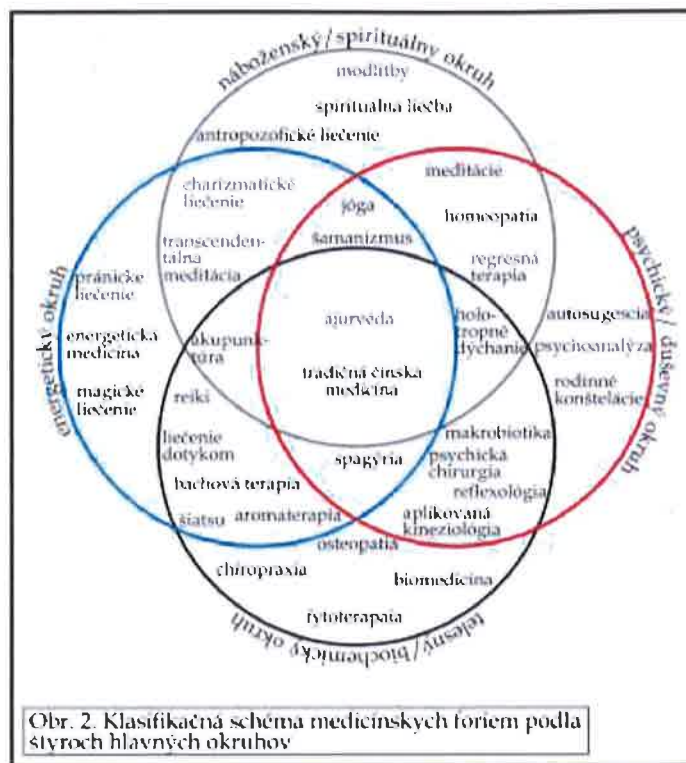 náboženský/spirituálny okruh
modlitby
spirituálna liečba
antropozofické liečenie
charizmatické
liečenie
meditácie
jóga
homeopatia
šamanizmus
transcenden-
tálna
meditácia
regresná
terapia
pránické
liečenie
energetický okruh
psychický/duševný okruh
energetická
medicína
magické
liečenie
akupunk-
túra
ajurvéda
holo-
tropné
dýchanie
autosugescia
psychoanalýza
rodinné
konštelácie
tradičná čínska
medicína
reiki
liečenie
dotykom
makrobiotika
spagýria
psychická
chirurgia
reflexológia
bachová terapia
šiatsu
aromaterapia
aplikovaná
kineziológia
osteopatia
chiropraxia
biomedicína
fytoterapaia
telesný/biochemický okruh
Obr. 2. Klasifikačná schéma medicínskych foriem podľa
štyroch hlavných okruhov